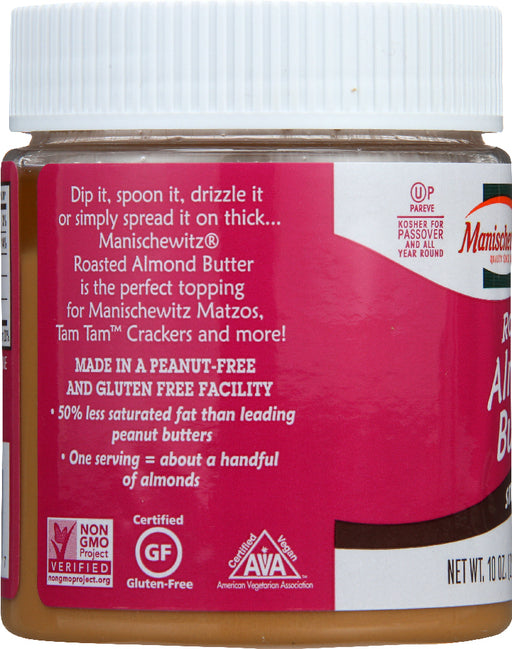 Dip it, spoon it, drizzle it
or simply spread it on thick...
Manischewitz®
Roasted Almond Butter
is the perfect topping
for Manischewitz Matzos,
Tam Tam™ Crackers and more!
MADE IN A PEANUT-FREE
AND GLUTEN FREE FACILITY
• 50% less saturated fat than leading
peanut butters
• One serving = about a handful
of almonds
NON
GMO
Project
VERIFIED
nongmoproject.org
Certified
GF
Gluten-Free
Certified Vegan
AVA
American Vegetarian Association
U P
PAREVE
KOSHER FOR
PASSOVER
AND ALL
YEAR ROUND
Manische
NET WT. 10 OZ. (